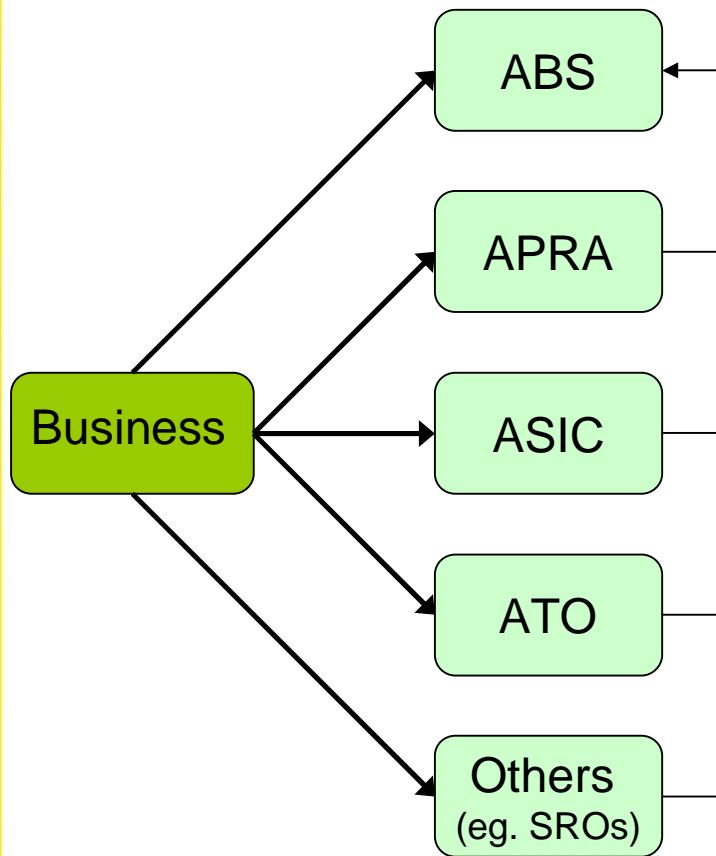 ABS
APRA
Business
ASIC
ATO
Others
(eg. SROs)